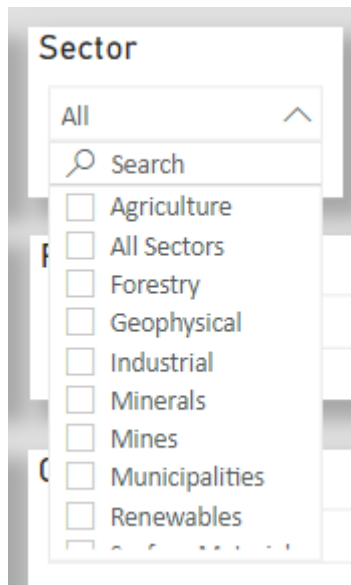 Sector
All
Search
Agriculture
All Sectors
Forestry
Geophysical
Industrial
Minerals
Mines
Municipalities
Renewables